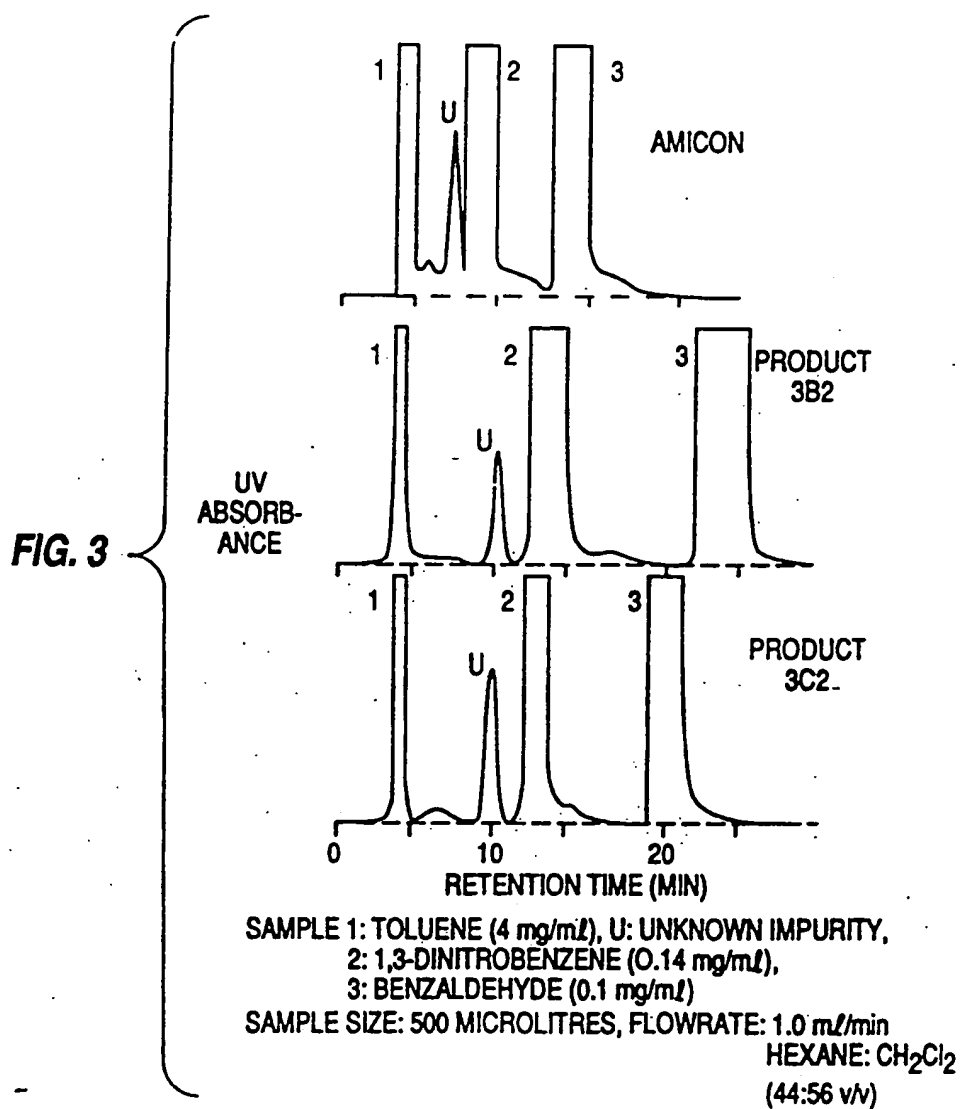 1
U
2
3
AMICON
1
U
2
3
PRODUCT
3B2
UV
ABSORB-
ANCE
FIG. 3
1
U
2
3
PRODUCT
3C2
0 10 20
RETENTION TIME (MIN)
SAMPLE 1: TOLUENE (4 mg/mℓ), U: UNKNOWN IMPURITY,
2: 1,3-DINITROBENZENE (0.14 mg/mℓ),
3: BENZALDEHYDE (0.1 mg/mℓ)
SAMPLE SIZE: 500 MICROLITRES, FLOWRATE: 1.0 mℓ/min
HEXANE: CH₂Cl₂
(44:56 v/v)